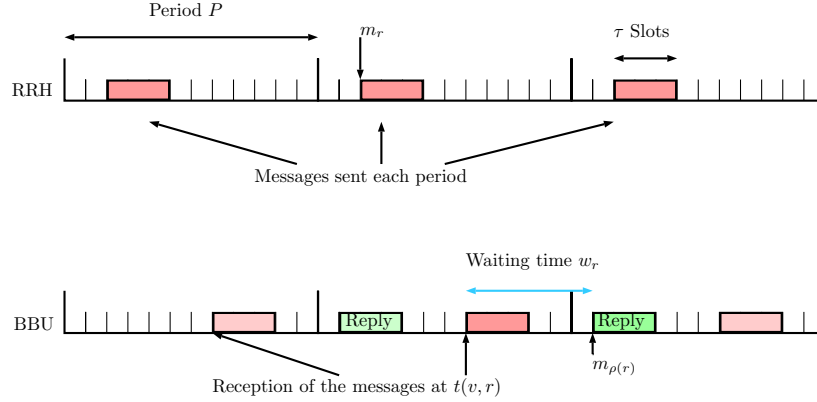 Period P
m_r
τ Slots
RRH
Messages sent each period
Waiting time w_r
BBU
Reply
Reply
m_{ρ(r)}
Reception of the messages at t(v, r)